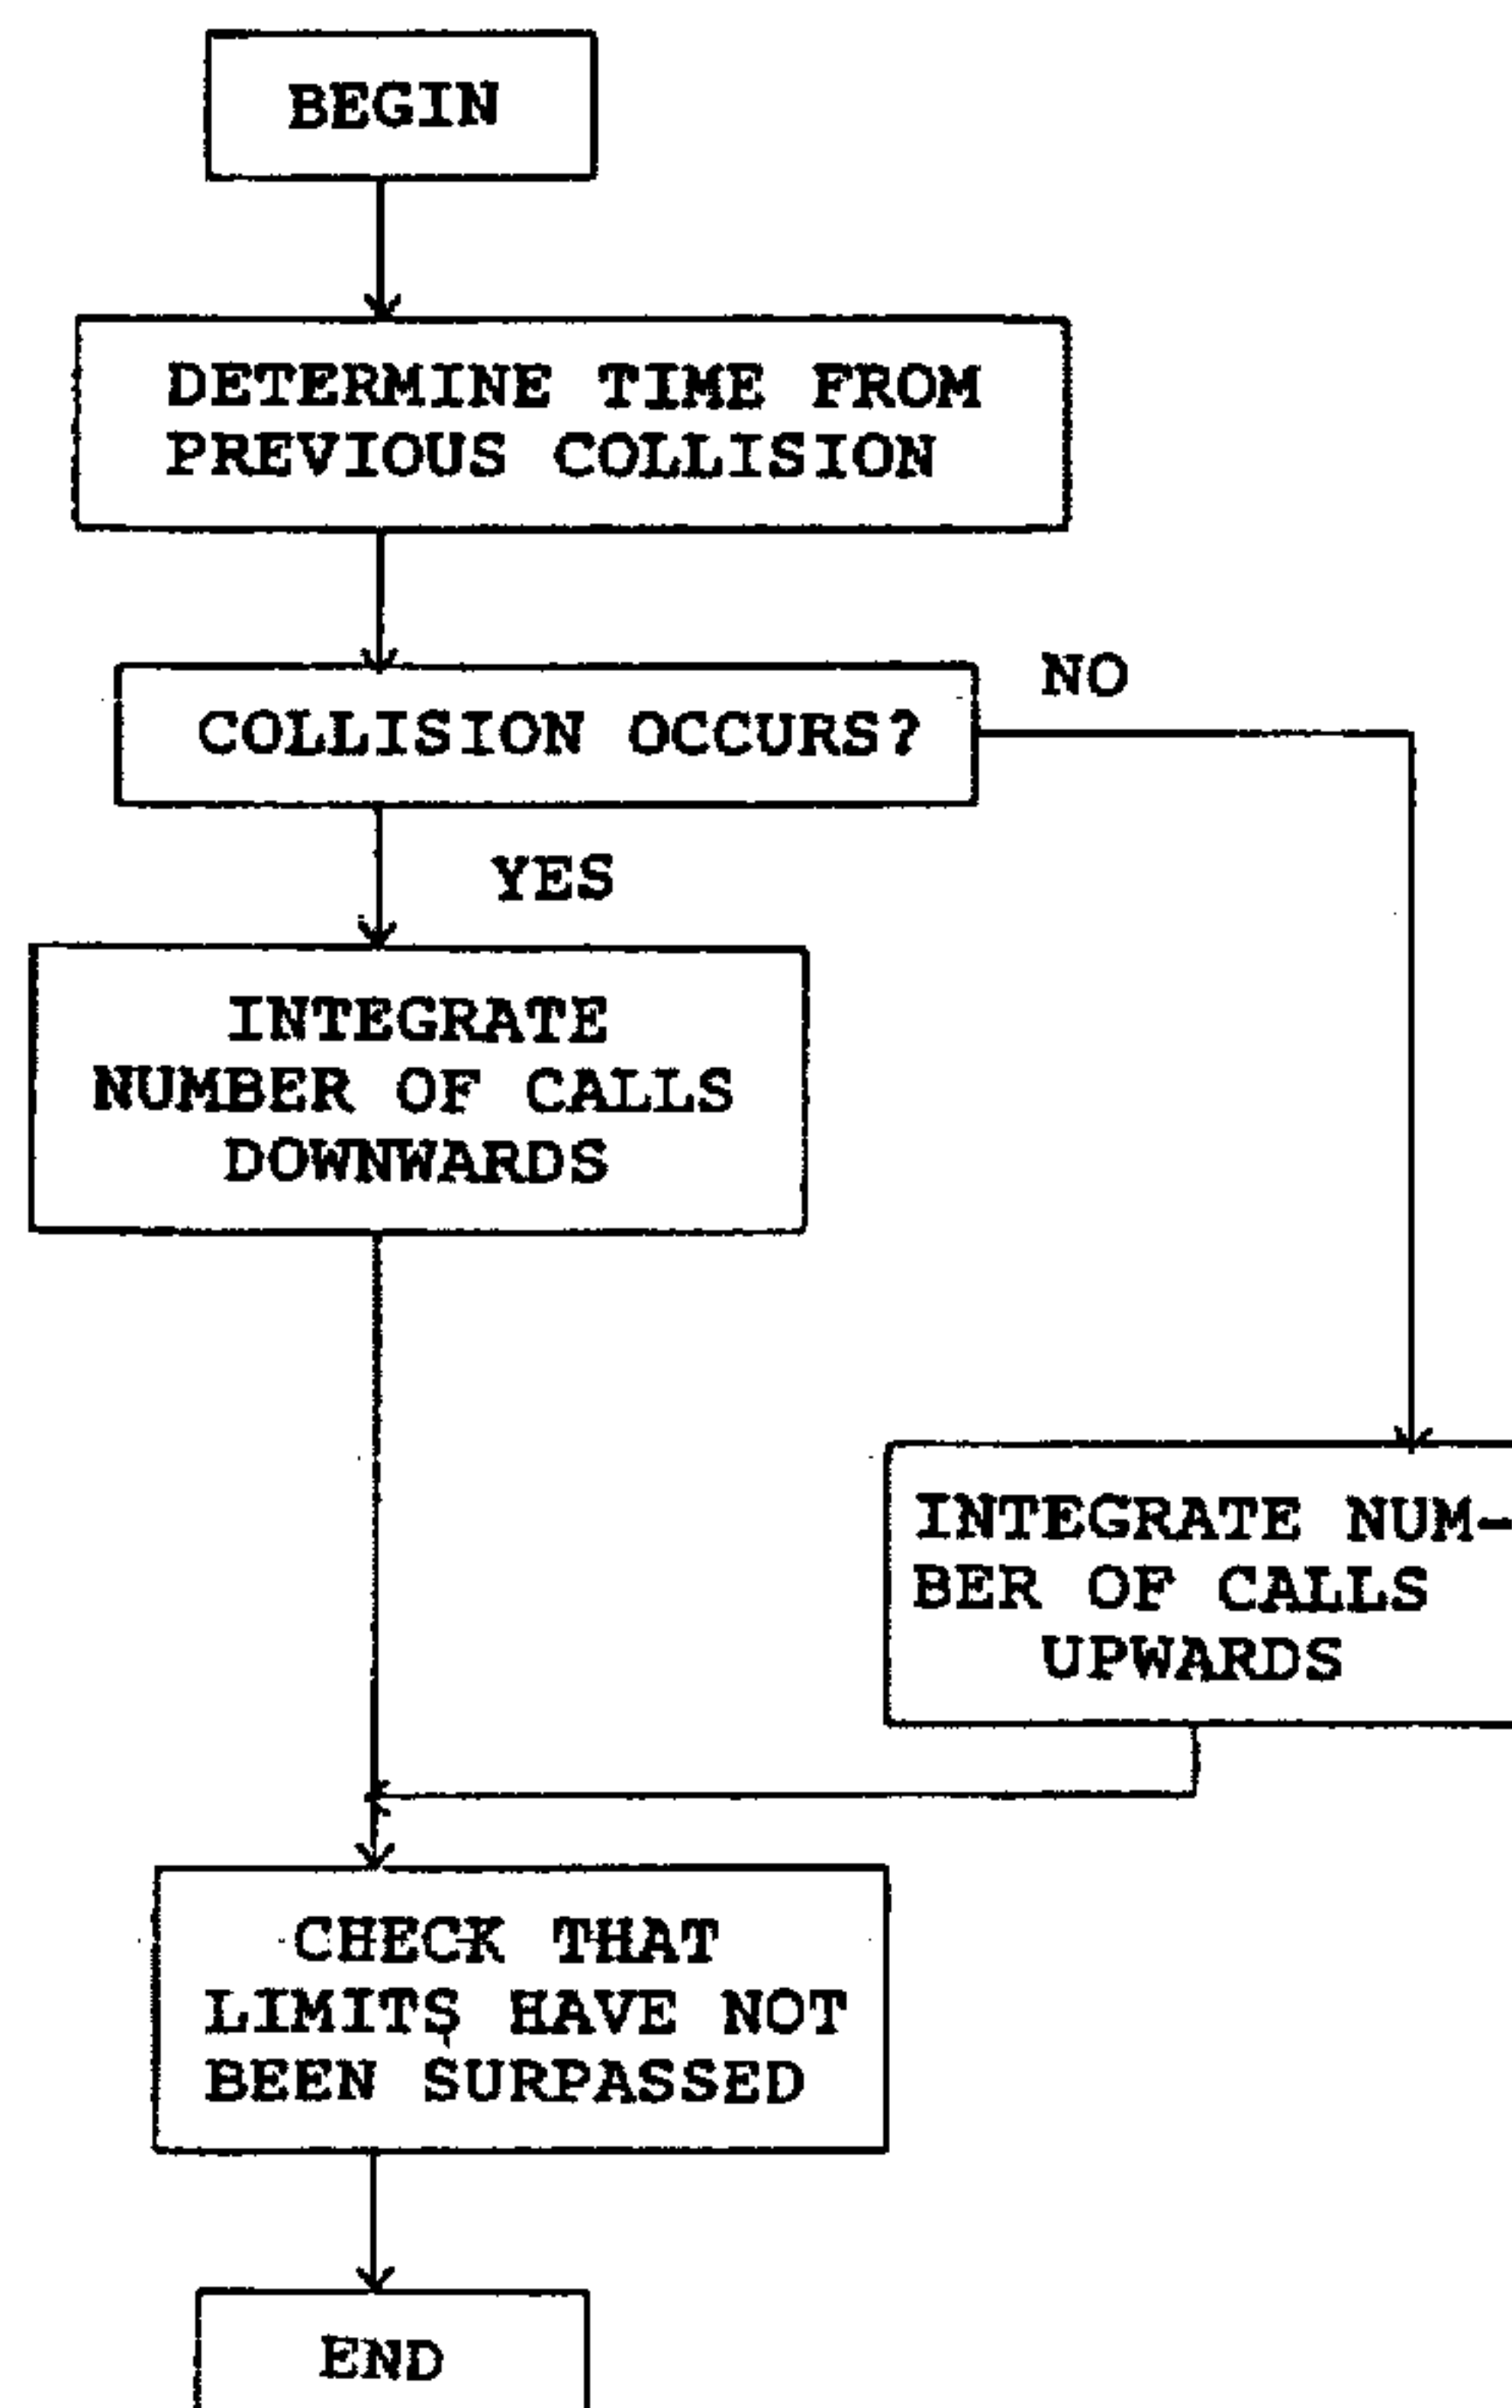 BEGIN
DETERMINE TIME FROM
PREVIOUS COLLISION
COLLISION OCCURS?
NO
YES
INTEGRATE
NUMBER OF CALLS
DOWNWARDS
INTEGRATE NUM-
BER OF CALLS
UPWARDS
CHECK THAT
LIMITS HAVE NOT
BEEN SURPASSED
END